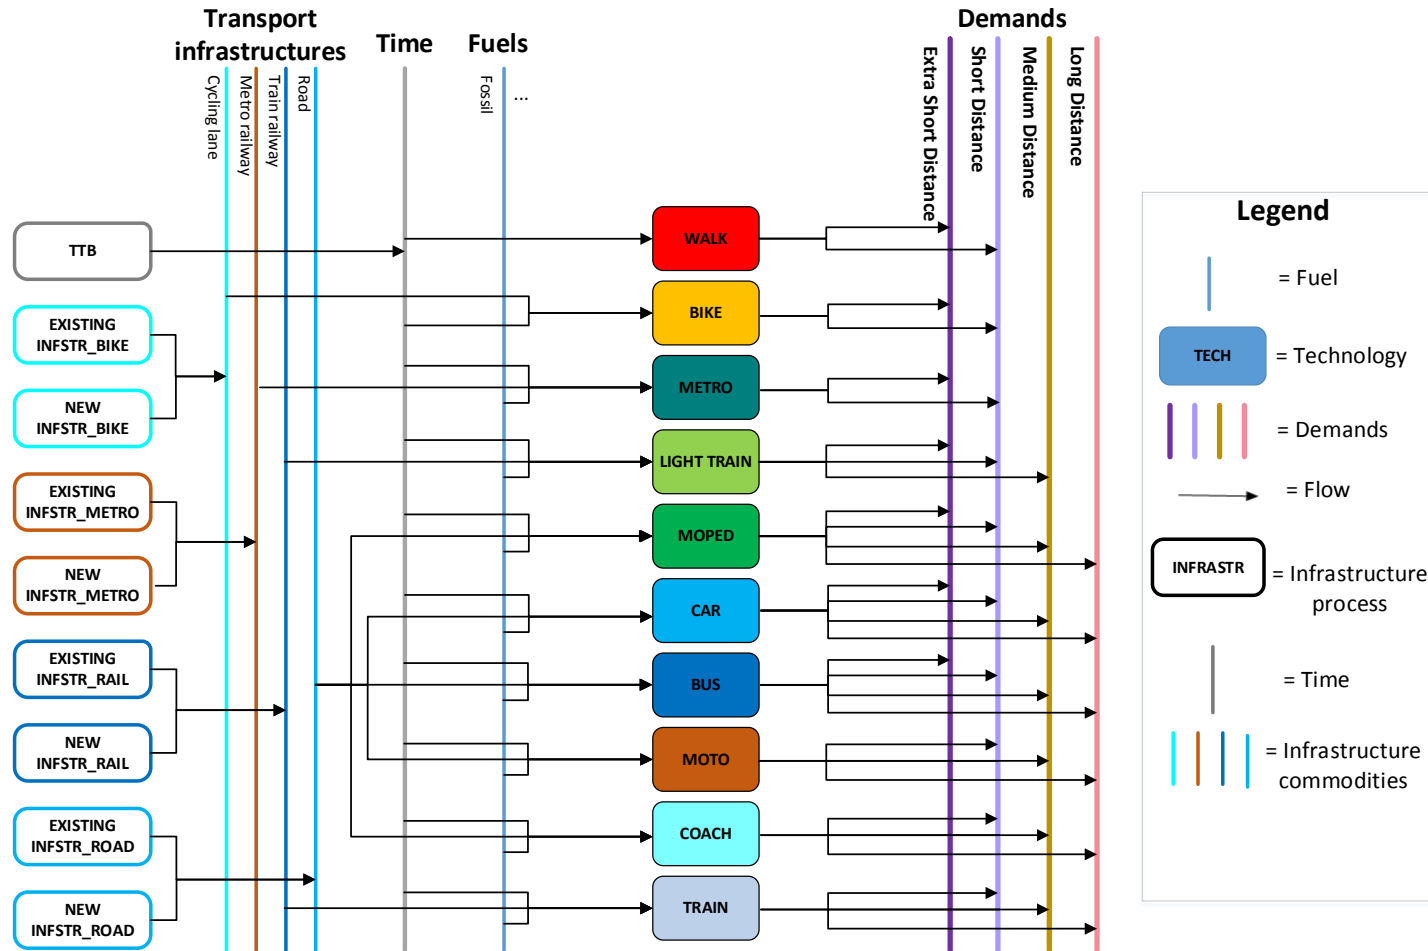 Transport
infrastructures
Time
Fuels
Demands
Cycling lane
Metro railway
Train railway
Road
Fossil
...
Extra Short Distance
Short Distance
Medium Distance
Long Distance
TTB
EXISTING
INFSTR_BIKE
NEW
INFSTR_BIKE
EXISTING
INFSTR_METRO
NEW
INFSTR_METRO
EXISTING
INFSTR_RAIL
NEW
INFSTR_RAIL
EXISTING
INFSTR_ROAD
NEW
INFSTR_ROAD
WALK
BIKE
METRO
LIGHT TRAIN
MOPED
CAR
BUS
MOTO
COACH
TRAIN
Legend
= Fuel
TECH
= Technology
= Demands
= Flow
INFRASTR
= Infrastructure
process
= Time
= Infrastructure
commodities